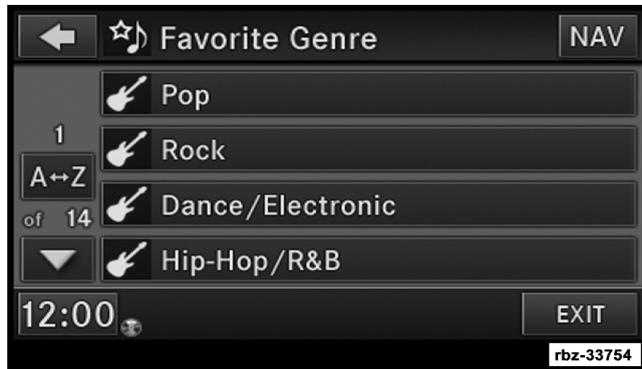 Favorite Genre
NAV
Pop
1
Rock
A↔Z
Dance/Electronic
of 14
Hip-Hop/R&B
12:00
EXIT
rbz-33754